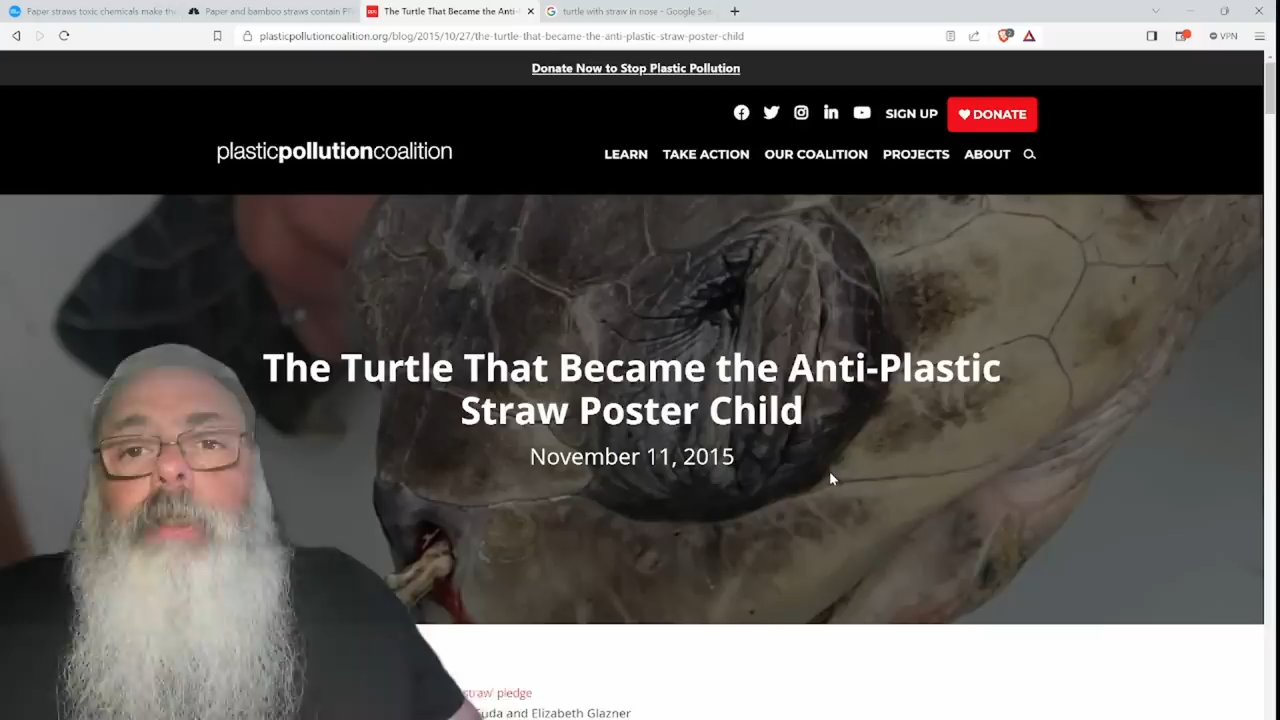 Paper straws toxic chemicals make the
Paper and bamboo straws contain PF
The Turtle That Became the Anti-
turtle with straw in nose - Google Sea
plasticpollutioncoalition.org/blog/2015/10/27/the-turtle-that-became-the-anti-plastic-straw-poster-child
VPN
Donate Now to Stop Plastic Pollution
SIGN UP
DONATE
plasticpollutioncoalition
LEARN
TAKE ACTION
OUR COALITION
PROJECTS
ABOUT
The Turtle That Became the Anti-Plastic
Straw Poster Child
November 11, 2015
straw' pledge
and Elizabeth Glazner